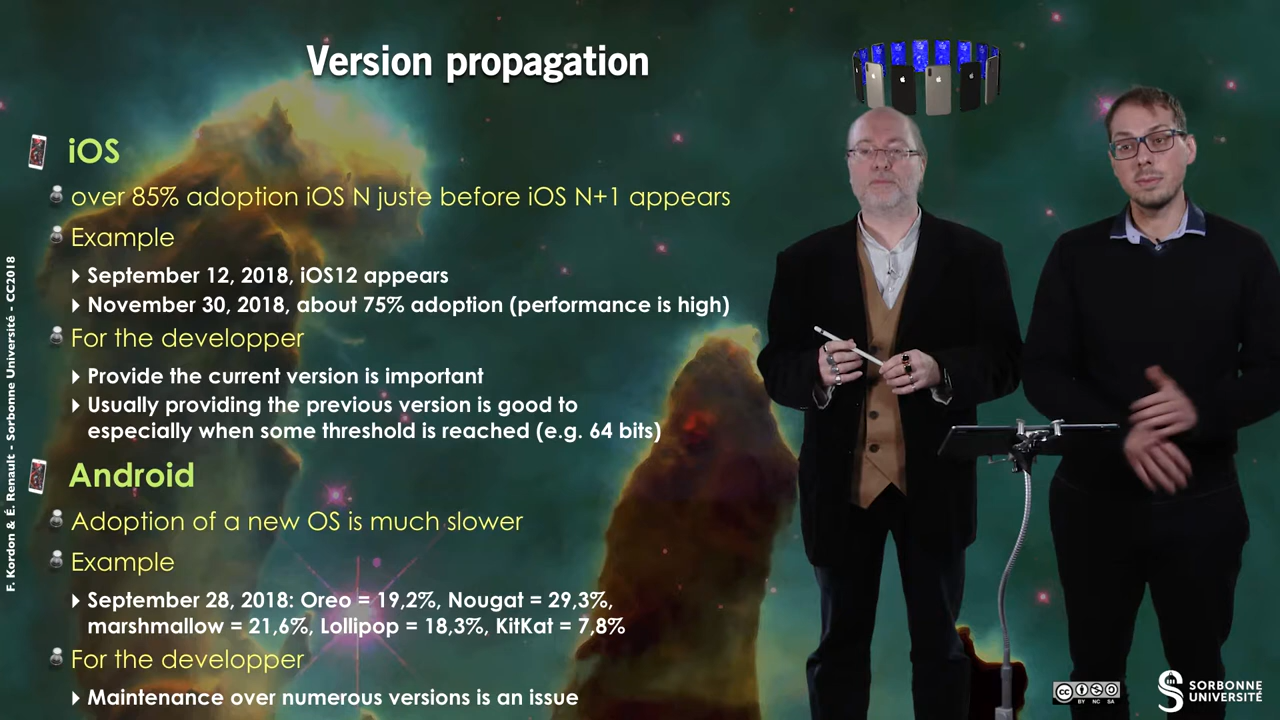 Version propagation
iOS
over 85% adoption iOS N juste before iOS N+1 appears
Example
September 12, 2018, iOS12 appears
November 30, 2018, about 75% adoption (performance is high)
For the developper
Provide the current version is important
Usually providing the previous version is good to
especially when some threshold is reached (e.g. 64 bits)
Android
Adoption of a new OS is much slower
Example
September 28, 2018: Oreo = 19,2%, Nougat = 29,3%,
marshmallow = 21,6%, Lollipop = 18,3%, KitKat = 7,8%
For the developper
Maintenance over numerous versions is an issue
F. Kordon & É. Renault - Sorbonne Université - CC2018
CC
BY NC SA
SORBONNE
UNIVERSITÉ